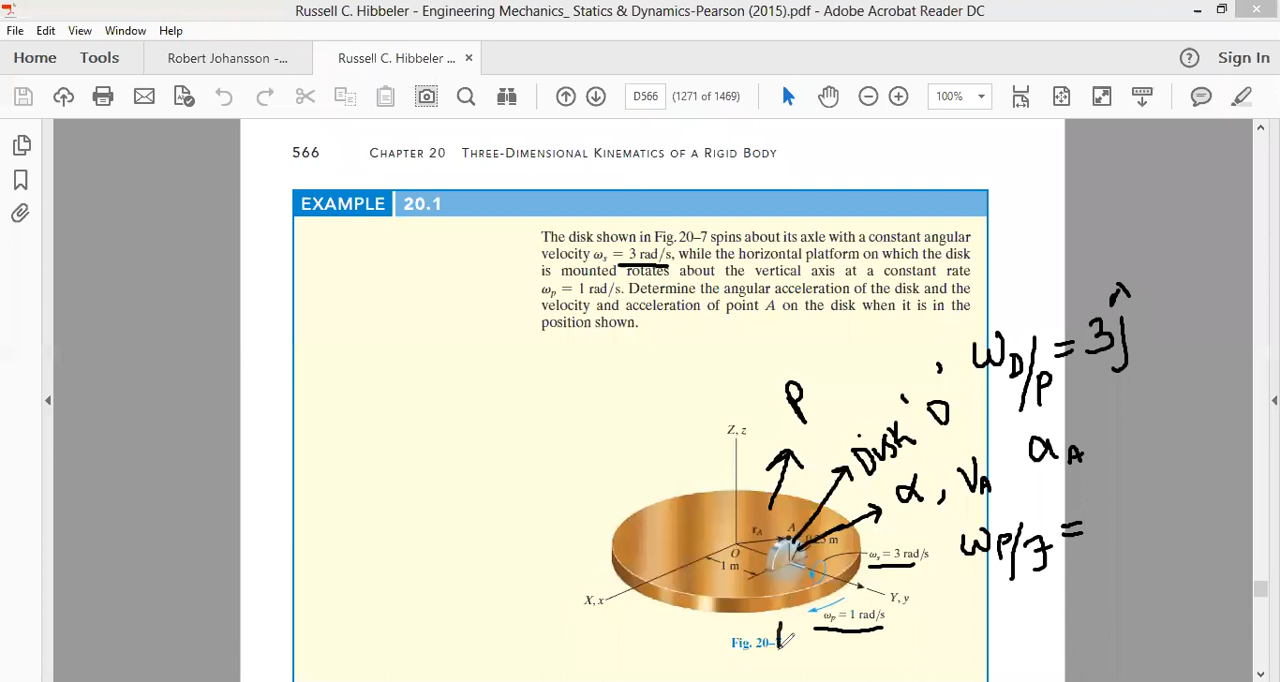 Russell C. Hibbeler - Engineering Mechanics_ Statics & Dynamics-Pearson (2015).pdf - Adobe Acrobat Reader DC
File Edit View Window Help
Home Tools Robert Johansson -... Russell C. Hibbeler ... × Sign In
D566 (1271 of 1469) 100%
566 CHAPTER 20 THREE-DIMENSIONAL KINEMATICS OF A RIGID BODY
EXAMPLE 20.1
The disk shown in Fig. 20–7 spins about its axle with a constant angular
velocity ωs = 3 rad/s, while the horizontal platform on which the disk
is mounted rotates about the vertical axis at a constant rate
ωp = 1 rad/s. Determine the angular acceleration of the disk and the
velocity and acceleration of point A on the disk when it is in the
position shown.
ωD/P = 3ĵ
P
Disk D
Z, z
aA
α, VA
A
rA
0.25 m
ωP/f =
O
ωs = 3 rad/s
1 m
X, x
Y, y
ωp = 1 rad/s
Fig. 20–